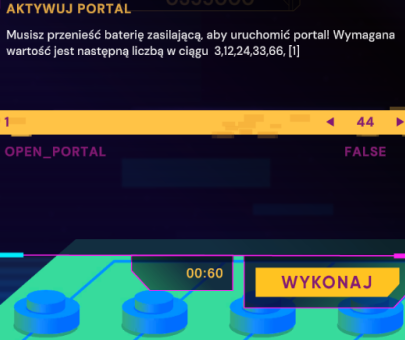 AKTYWUJ PORTAL
Musisz przenieść baterię zasilającą, aby uruchomić portal! Wymagana
wartość jest następną liczbą w ciągu 3,12,24,33,66, [1]
1 ◀ 44 ▶
OPEN_PORTAL FALSE
00:60
WYKONAJ